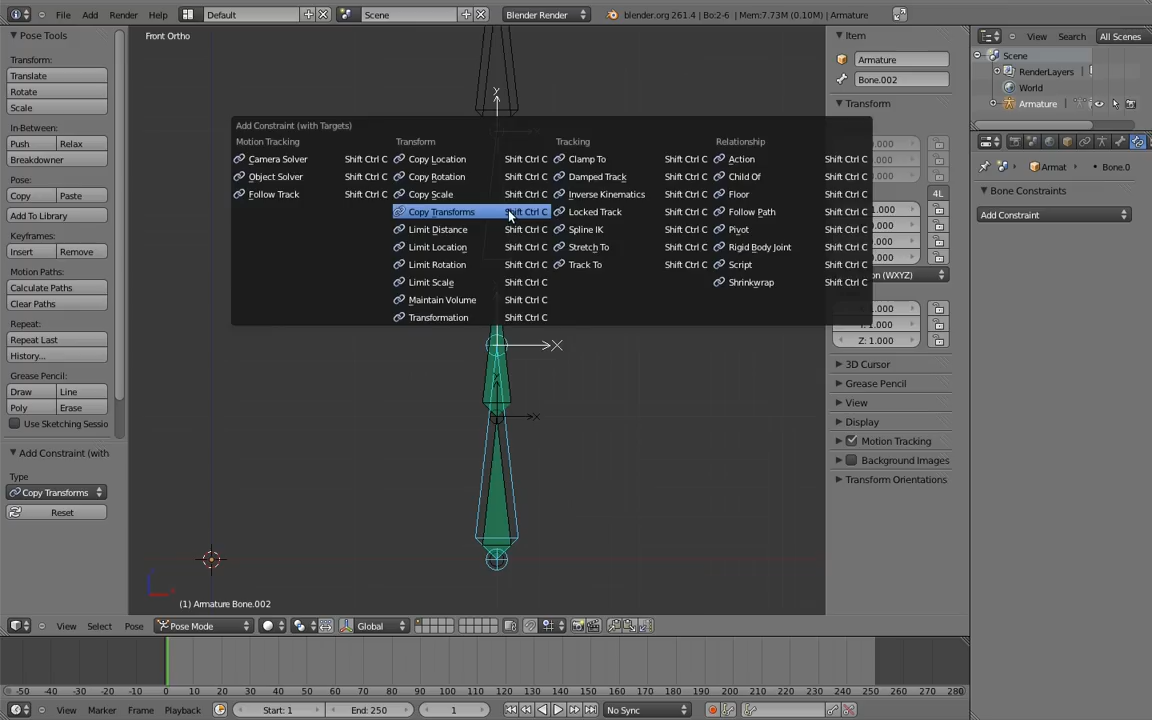 File Add Render Help Default Scene Blender Render blender.org 261.4 | Bo:2-6 | Mem:7.73M (0.10M) | Armature
Pose Tools
Transform:
Translate
Rotate
Scale
In-Between:
Push Relax
Breakdowner
Pose:
Copy Paste
Add To Library
Keyframes:
Insert Remove
Motion Paths:
Calculate Paths
Clear Paths
Repeat:
Repeat Last
History...
Grease Pencil:
Draw Line
Poly Erase
Use Sketching Sessio
Add Constraint (with
Type
Copy Transforms
Reset
Front Ortho
y
Add Constraint (with Targets)
Motion Tracking
Camera Solver Shift Ctrl C
Object Solver Shift Ctrl C
Follow Track Shift Ctrl C
Transform
Copy Location Shift Ctrl C
Copy Rotation Shift Ctrl C
Copy Scale Shift Ctrl C
Copy Transforms Shift Ctrl C
Limit Distance Shift Ctrl C
Limit Location Shift Ctrl C
Limit Rotation Shift Ctrl C
Limit Scale Shift Ctrl C
Maintain Volume Shift Ctrl C
Transformation Shift Ctrl C
Tracking
Clamp To Shift Ctrl C
Damped Track Shift Ctrl C
Inverse Kinematics Shift Ctrl C
Locked Track Shift Ctrl C
Spline IK Shift Ctrl C
Stretch To Shift Ctrl C
Track To Shift Ctrl C
Relationship
Action Shift Ctrl C
Child Of Shift Ctrl C
Floor Shift Ctrl C
Follow Path Shift Ctrl C
Pivot Shift Ctrl C
Rigid Body Joint Shift Ctrl C
Script Shift Ctrl C
Shrinkwrap Shift Ctrl C
(1) Armature Bone.002
View Select Pose Pose Mode Global
Item
Armature
Bone.002
Transform
4L
1.000
.000
.000
.000
on (WXYZ)
1.000
1.000
Z: 1.000
3D Cursor
Grease Pencil
View
Display
Motion Tracking
Background Images
Transform Orientations
View Search All Scenes
Scene
RenderLayers
World
Armature
Armat Bone.0
Bone Constraints
Add Constraint
-50 -40 -30 -20 -10 0 10 20 30 40 50 60 70 80 90 100 110 120 130 140 150 160 170 180 190 200 210 220 230 240 250 260 270 280
View Marker Frame Playback Start: 1 End: 250 1 No Sync